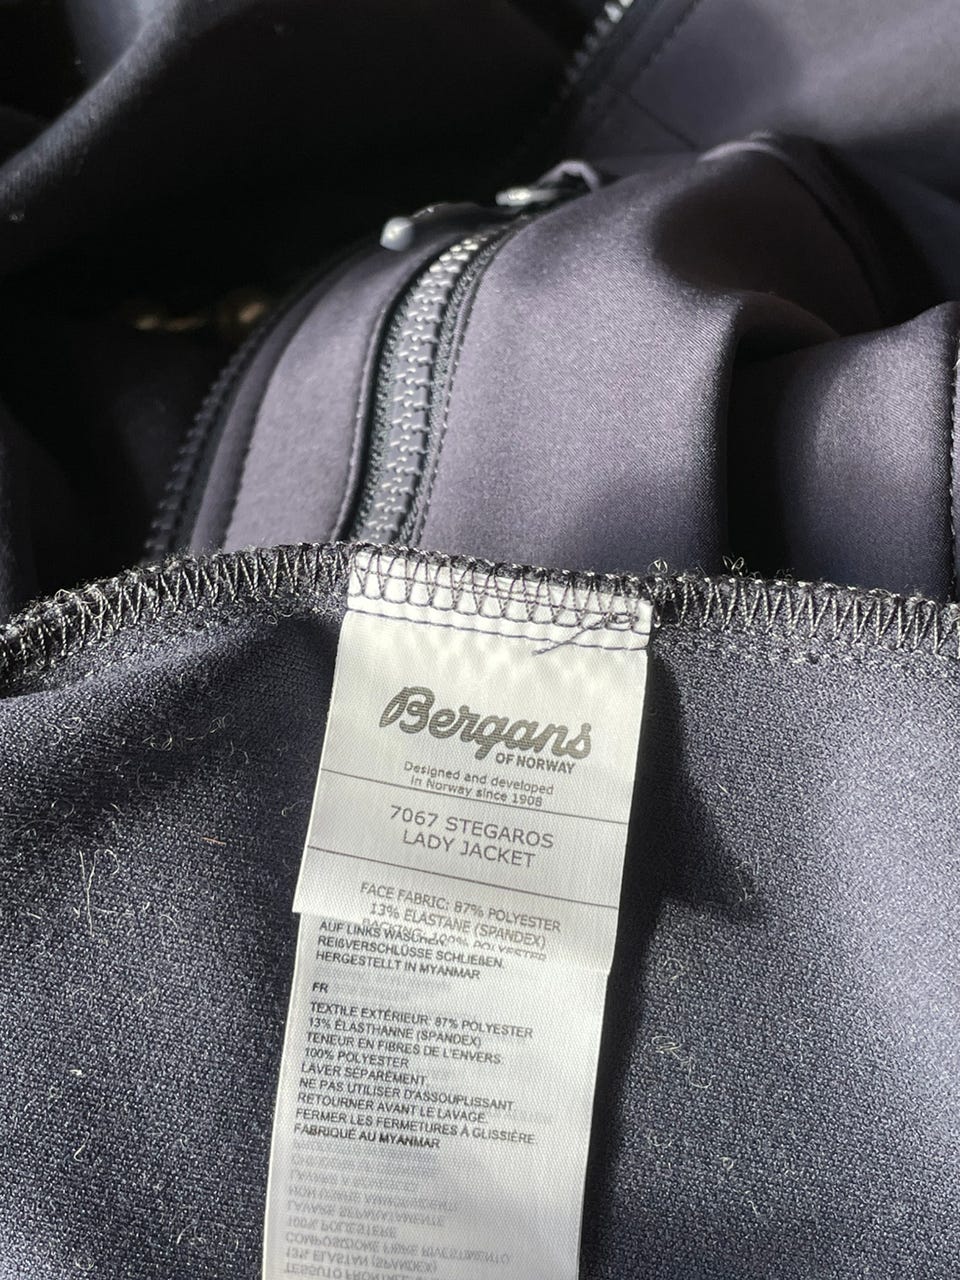 Bergans
OF NORWAY
Designed and developed
in Norway since 1908
7067 STEGAROS
LADY JACKET
FACE FABRIC: 87% POLYESTER
13% ELASTANE (SPANDEX)
100% POLYESTER
AUF LINKS WASCHEN
REIßVERSCHLÜSSE SCHLIEßEN.
HERGESTELLT IN MYANMAR
FR
TEXTILE EXTÉRIEUR: 87% POLYESTER
13% ÉLASTHANNE (SPANDEX)
TENEUR EN FIBRES DE L'ENVERS:
100% POLYESTER
LAVER SÉPARÉMENT
NE PAS UTILISER D'ASSOUPLISSANT
RETOURNER AVANT LE LAVAGE.
FERMER LES FERMETURES À GLISSIÈRE.
FABRIQUÉ AU MYANMAR